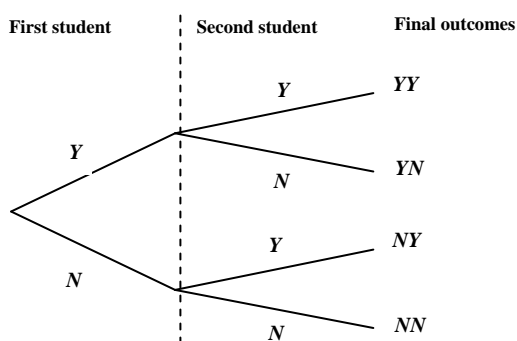 First student Second student Final outcomes
Y YY
Y
N YN
Y NY
N
N NN